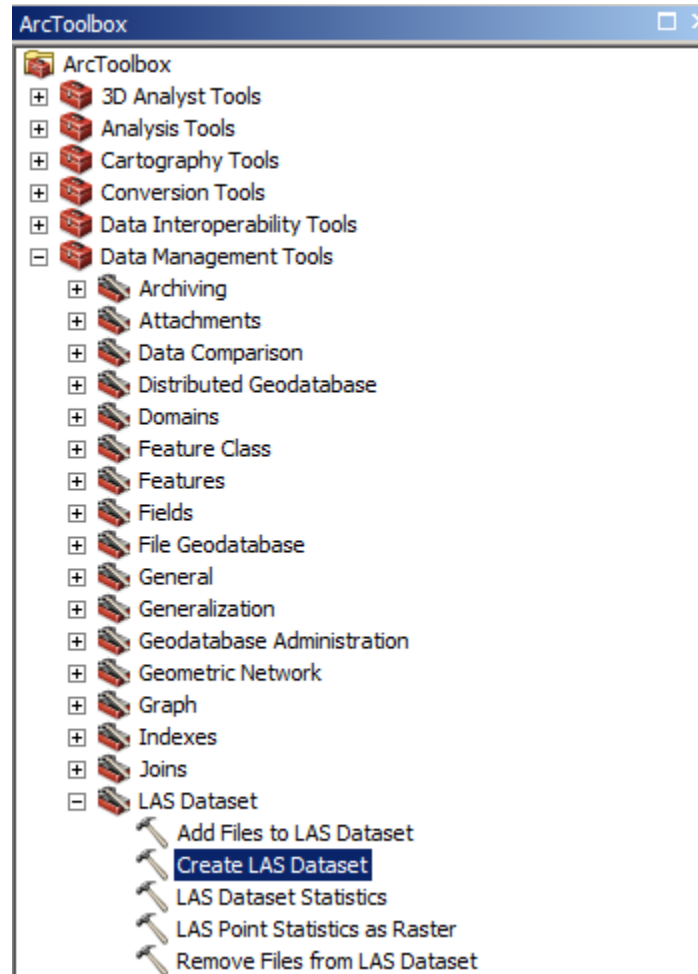 ArcToolbox
ArcToolbox
3D Analyst Tools
Analysis Tools
Cartography Tools
Conversion Tools
Data Interoperability Tools
Data Management Tools
Archiving
Attachments
Data Comparison
Distributed Geodatabase
Domains
Feature Class
Features
Fields
File Geodatabase
General
Generalization
Geodatabase Administration
Geometric Network
Graph
Indexes
Joins
LAS Dataset
Add Files to LAS Dataset
Create LAS Dataset
LAS Dataset Statistics
LAS Point Statistics as Raster
Remove Files from LAS Dataset